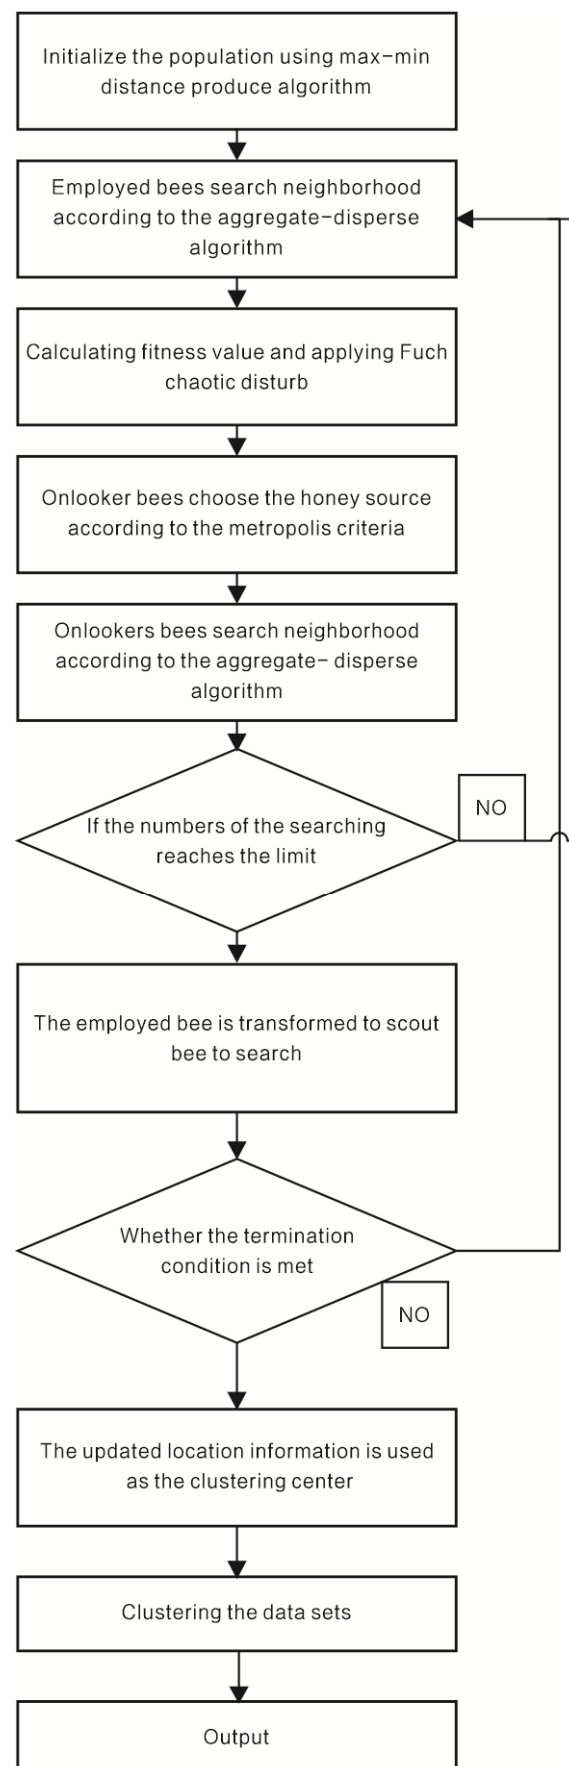 Initialize the population using max-min
distance produce algorithm
Employed bees search neighborhood
according to the aggregate-disperse
algorithm
Calculating fitness value and applying Fuch
chaotic disturb
Onlooker bees choose the honey source
according to the metropolis criteria
Onlookers bees search neighborhood
according to the aggregate- disperse
algorithm
If the numbers of the searching
reaches the limit
NO
The employed bee is transformed to scout
bee to search
Whether the termination
condition is met
NO
The updated location information is used
as the clustering center
Clustering the data sets
Output